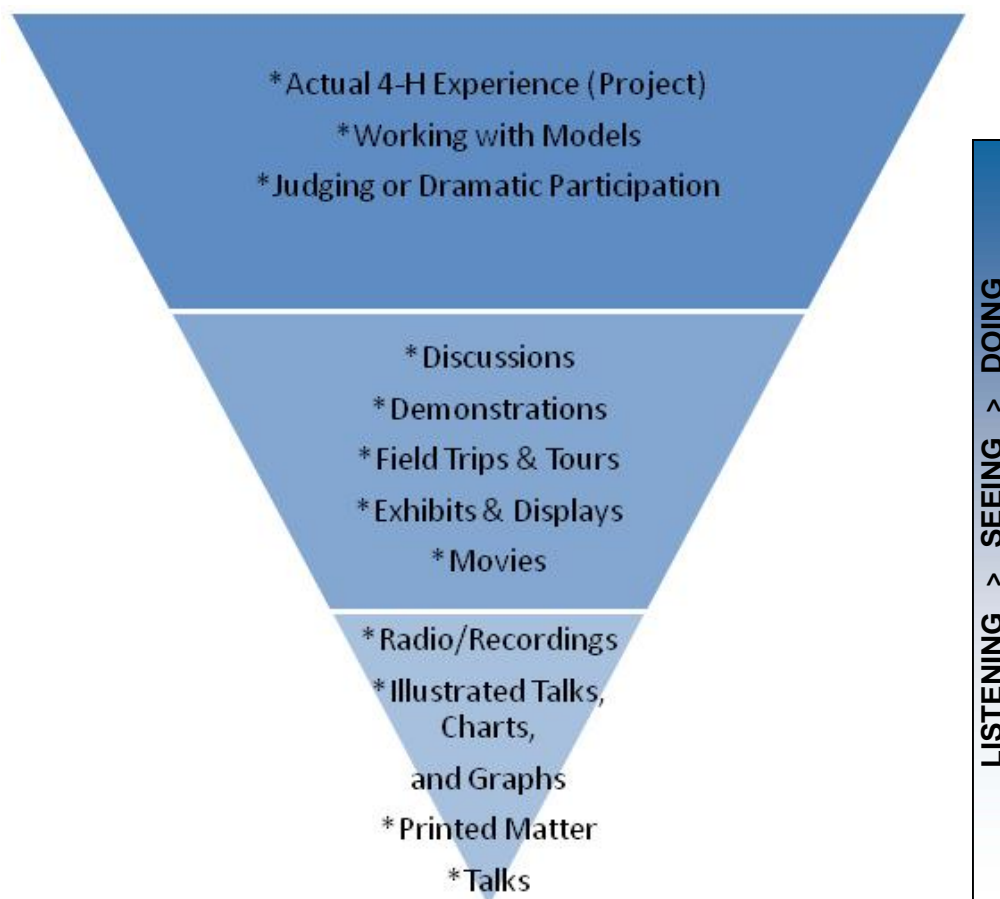 *Actual 4-H Experience (Project)
*Working with Models
*Judging or Dramatic Participation
*Discussions
*Demonstrations
*Field Trips & Tours
*Exhibits & Displays
*Movies
*Radio/Recordings
*Illustrated Talks,
Charts,
and Graphs
*Printed Matter
*Talks
LISTENING > SEEING > DOING